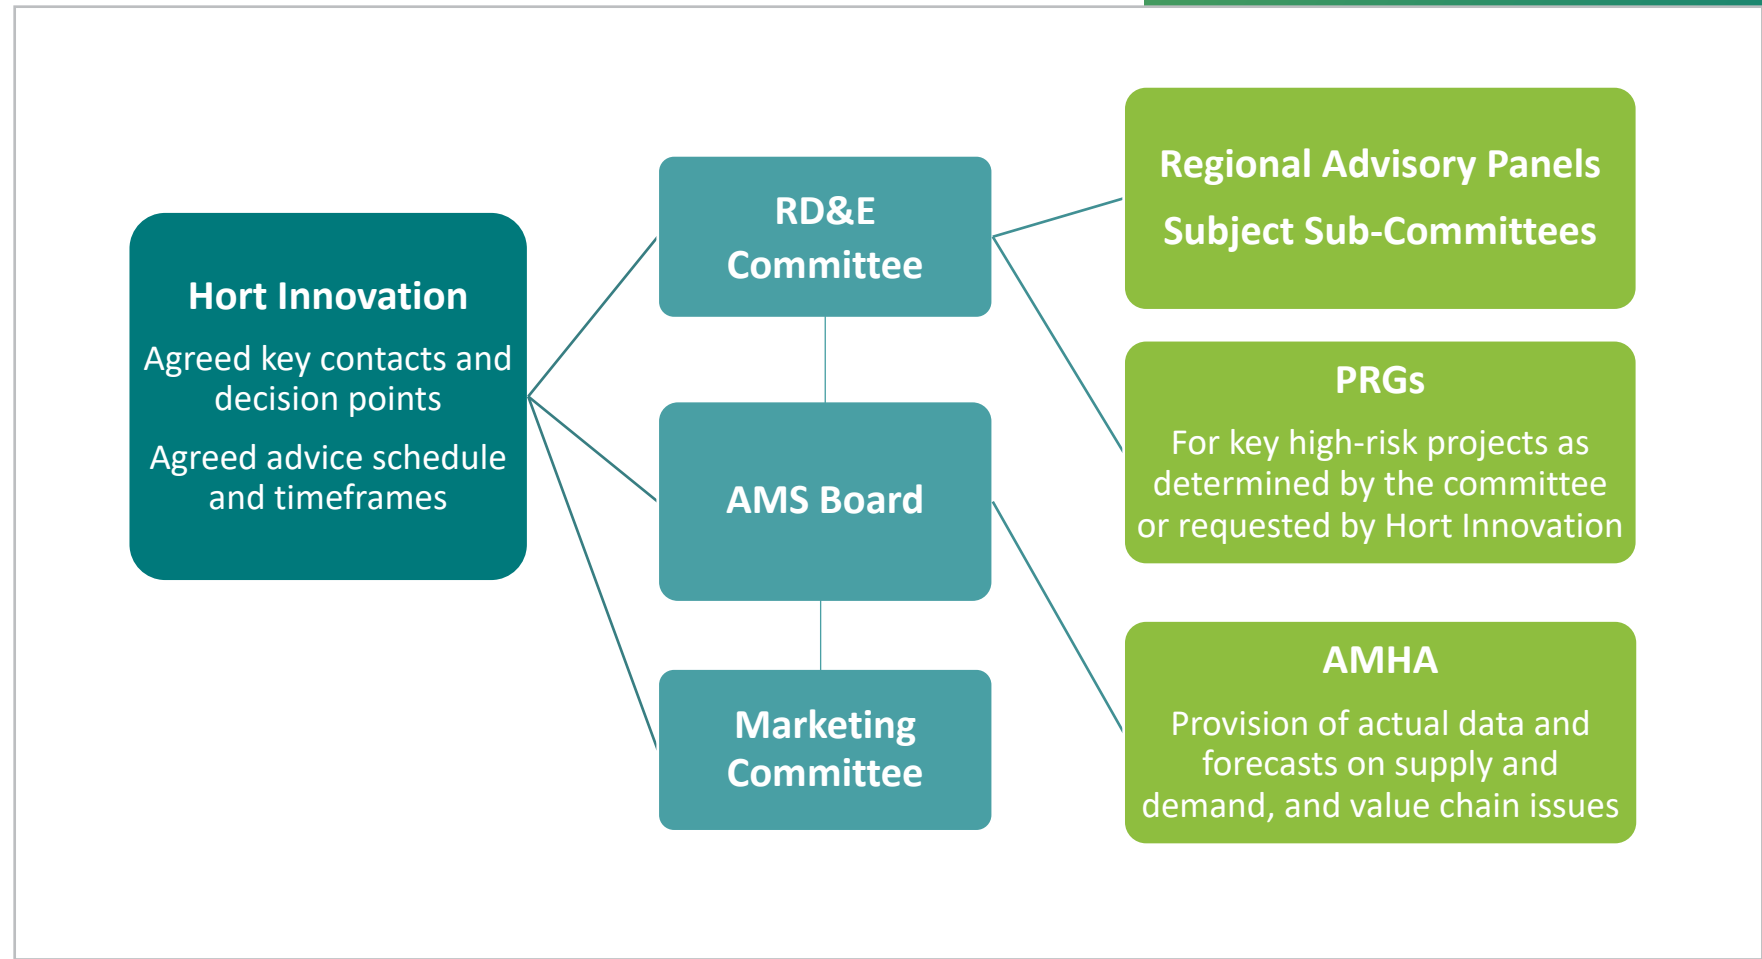 Hort Innovation
Agreed key contacts and
decision points
Agreed advice schedule
and timeframes
RD&E
Committee
AMS Board
Marketing
Committee
Regional Advisory Panels
Subject Sub-Committees
PRGs
For key high-risk projects as
determined by the committee
or requested by Hort Innovation
AMHA
Provision of actual data and
forecasts on supply and
demand, and value chain issues